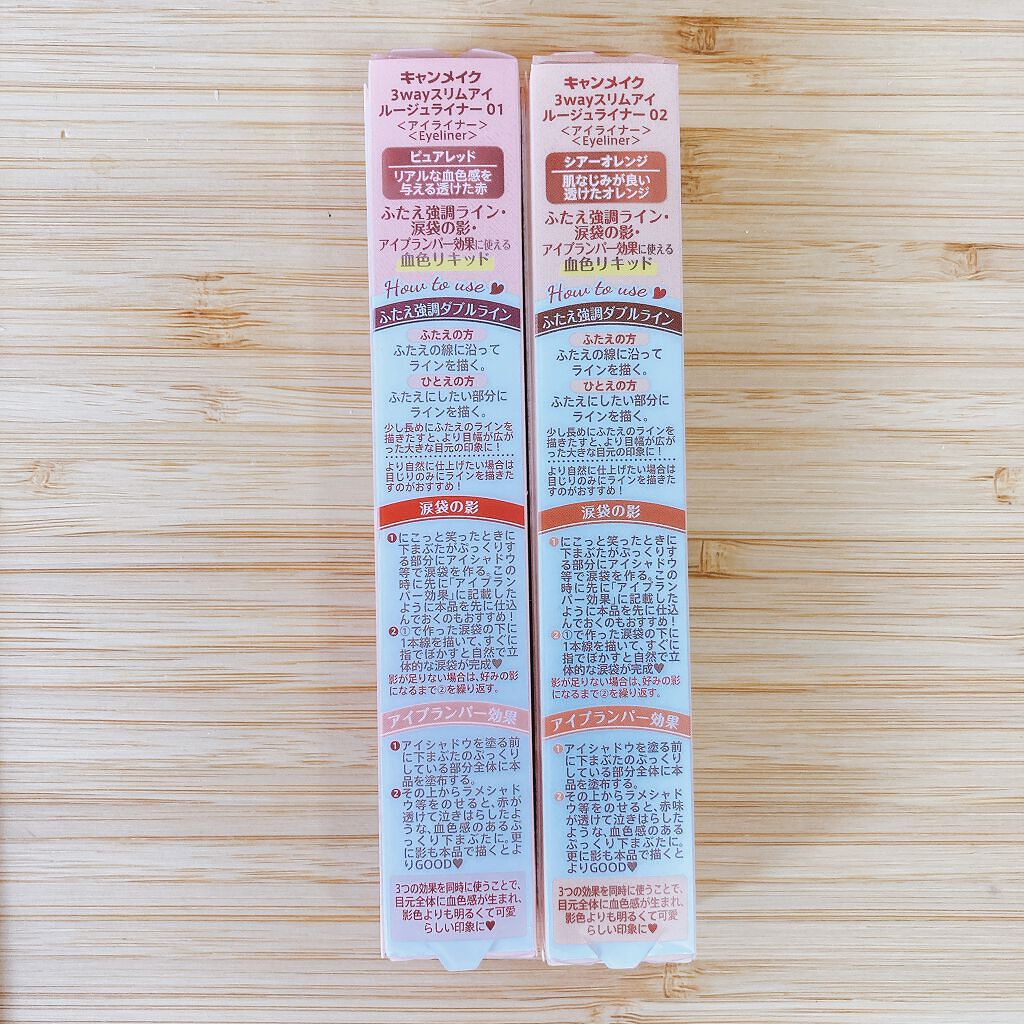 キャンメイク
3wayスリムアイ
ルージュライナー 01
＜アイライナー＞
＜Eyeliner＞
ピュアレッド
リアルな血色感を
与える透けた赤
ふたえ強調ライン・
涙袋の影・
アイプランパー効果に使える
血色リキッド
How to use
ふたえ強調ダブルライン
ふたえの方
ふたえの線に沿って
ラインを描く。
ひとえの方
ふたえにしたい部分に
ラインを描く。
少し長めにふたえのラインを
描きたすと、より目幅が広が
った大きな目元の印象に！
より自然に仕上げたい場合は
目じりのみにラインを描きた
すのがおすすめ！
涙袋の影
❶にこっと笑ったときに
下まぶたがぷっくりす
る部分にアイシャドウ
等で涙袋を作る。この
時に先に「アイプラン
パー効果」に記載した
ように本品を先に仕込
んでおくのもおすすめ！
❷①で作った涙袋の下に
1本線を描いて、すぐに
指でぼかすと自然で立
体的な涙袋が完成♥
影が足りない場合は、好みの影
になるまで②を繰り返す。
アイプランパー効果
❶アイシャドウを塗る前
に下まぶたのぷっくり
している部分全体に本
品を塗布する。
❷その上からラメシャド
ウ等をのせると、赤が
透けて泣きはらしたよ
うな、血色感のあるぷ
っくり下まぶたに。更
に影も本品で描くとよ
りGOOD♥
3つの効果を同時に使うことで、
目元全体に血色感が生まれ、
影色よりも明るくて可愛
らしい印象に♥
キャンメイク
3wayスリムアイ
ルージュライナー 02
＜アイライナー＞
＜Eyeliner＞
シアーオレンジ
肌なじみが良い
透けたオレンジ
ふたえ強調ライン・
涙袋の影・
アイプランパー効果に使える
血色リキッド
How to use
ふたえ強調ダブルライン
ふたえの方
ふたえの線に沿って
ラインを描く。
ひとえの方
ふたえにしたい部分に
ラインを描く。
少し長めにふたえのラインを
描きたすと、より目幅が広が
った大きな目元の印象に！
より自然に仕上げたい場合は
目じりのみにラインを描きた
すのがおすすめ！
涙袋の影
❶にこっと笑ったときに
下まぶたがぷっくりす
る部分にアイシャドウ
等で涙袋を作る。この
時に先に「アイプラン
パー効果」に記載した
ように本品を先に仕込
んでおくのもおすすめ！
❷①で作った涙袋の下に
1本線を描いて、すぐに
指でぼかすと自然で立
体的な涙袋が完成♥
影が足りない場合は、好みの影
になるまで②を繰り返す。
アイプランパー効果
❶アイシャドウを塗る前
に下まぶたのぷっくり
している部分全体に本
品を塗布する。
❷その上からラメシャド
ウ等をのせると、赤味
が透けて泣きはらした
ような、血色感のある
ぷっくり下まぶたに。
更に影も本品で描くと
よりGOOD♥
3つの効果を同時に使うことで、
目元全体に血色感が生まれ、
影色よりも明るくて可愛
らしい印象に♥